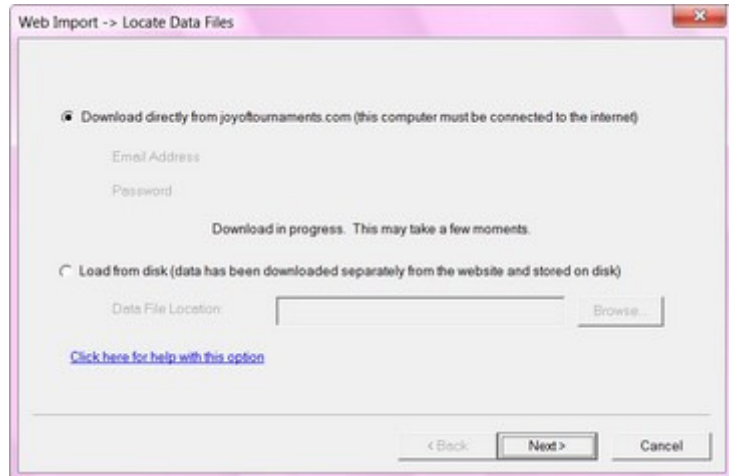 Web Import -> Locate Data Files
Download directly from joyoftournaments.com (this computer must be connected to the internet)
Email Address
Password
Download in progress. This may take a few moments.
Load from disk (data has been downloaded separately from the website and stored on disk)
Data File Location
Browse...
Click here for help with this option
< Back
Next >
Cancel